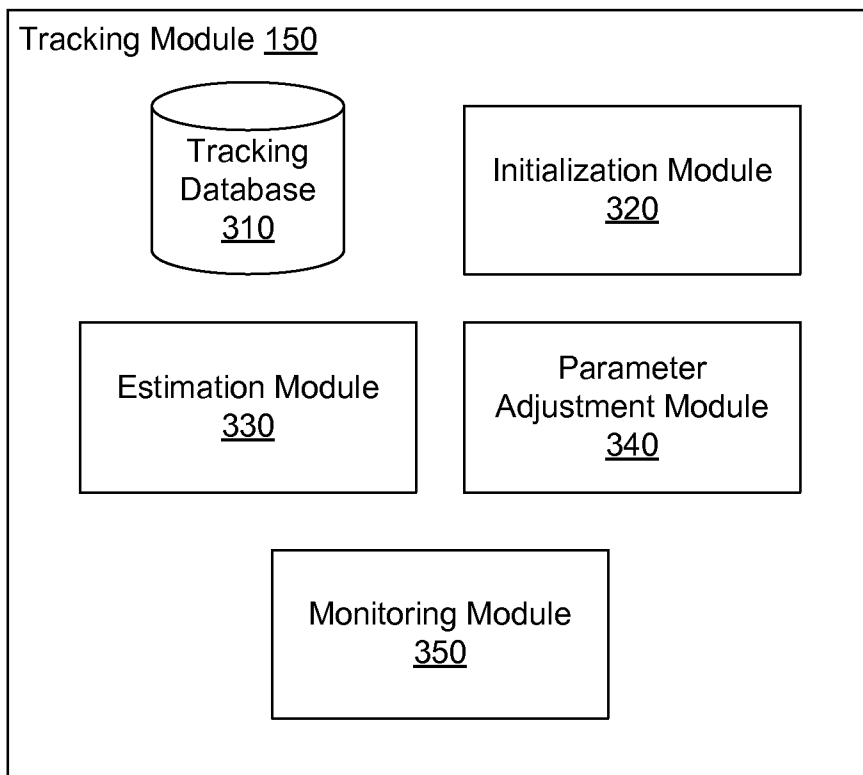 Tracking Module 150
Tracking
Database
310
Initialization Module
320
Estimation Module
330
Parameter
Adjustment Module
340
Monitoring Module
350